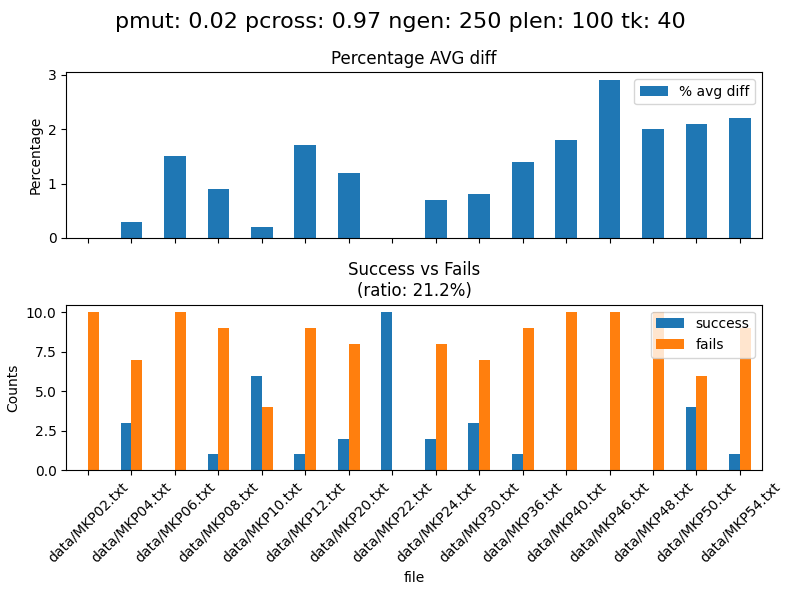 pmut: 0.02 pcross: 0.97 ngen: 250 plen: 100 tk: 40
Percentage AVG diff
% avg diff
Percentage
3
2
1
0
Success vs Fails
(ratio: 21.2%)
success
fails
Counts
10.0
7.5
5.0
2.5
0.0
data/MKP02.txt
data/MKP04.txt
data/MKP06.txt
data/MKP08.txt
data/MKP10.txt
data/MKP12.txt
data/MKP20.txt
data/MKP22.txt
data/MKP24.txt
data/MKP30.txt
data/MKP36.txt
data/MKP40.txt
data/MKP46.txt
data/MKP48.txt
data/MKP50.txt
data/MKP54.txt
file